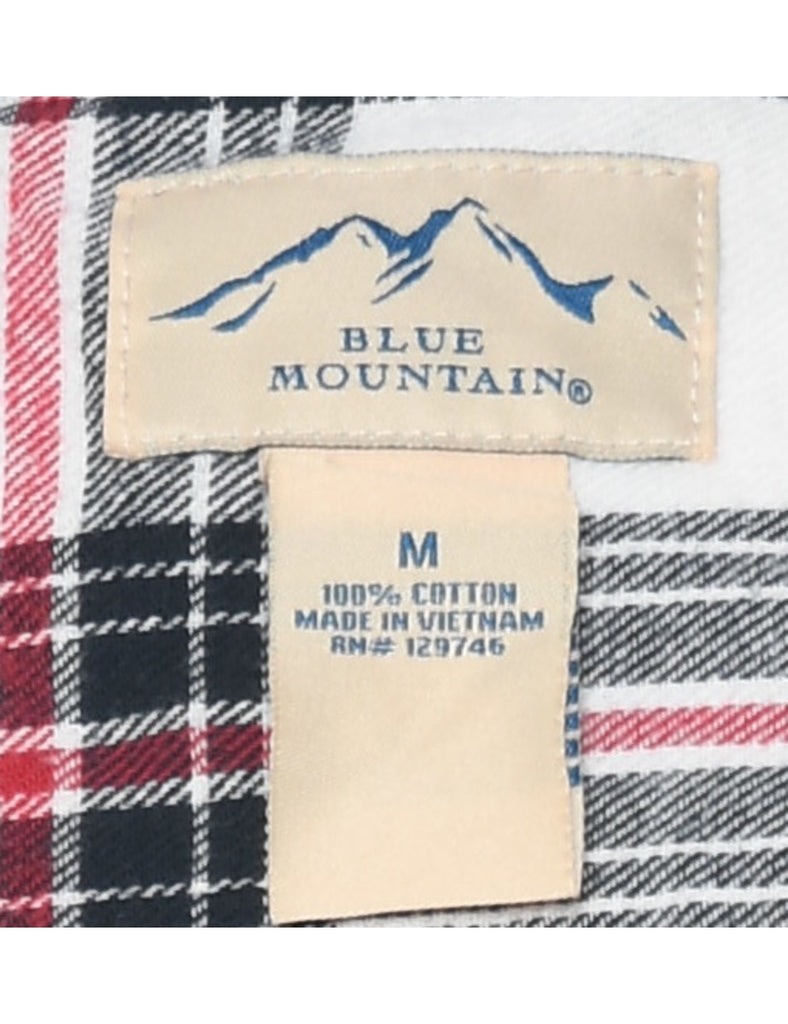 BLUE
MOUNTAIN®
M
100% COTTON
MADE IN VIETNAM
RN# 129746